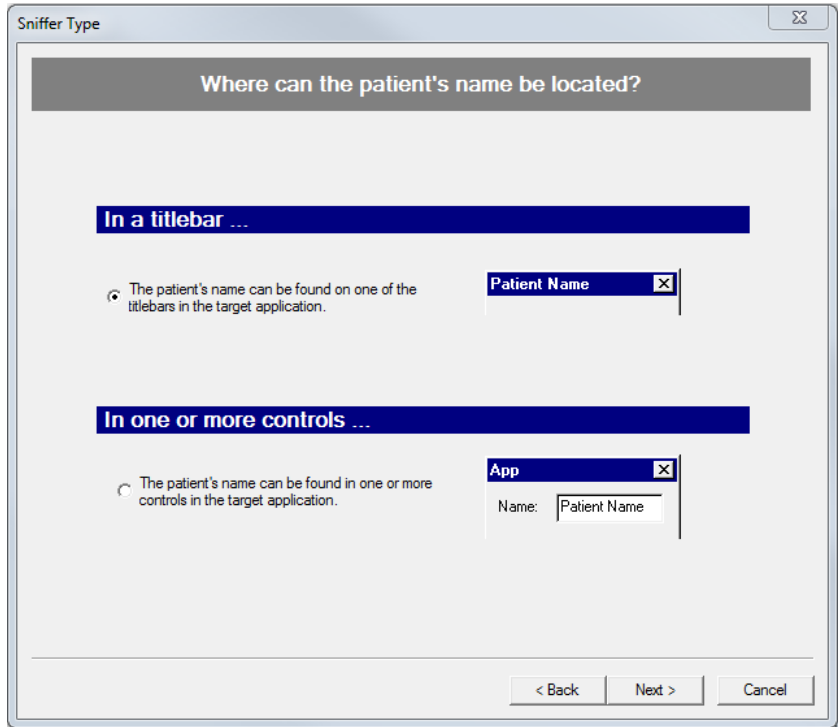 Sniffer Type
Where can the patient's name be located?
In a titlebar ...
The patient's name can be found on one of the
titlebars in the target application.
Patient Name
In one or more controls ...
The patient's name can be found in one or more
controls in the target application.
App
Name: Patient Name
< Back Next > Cancel